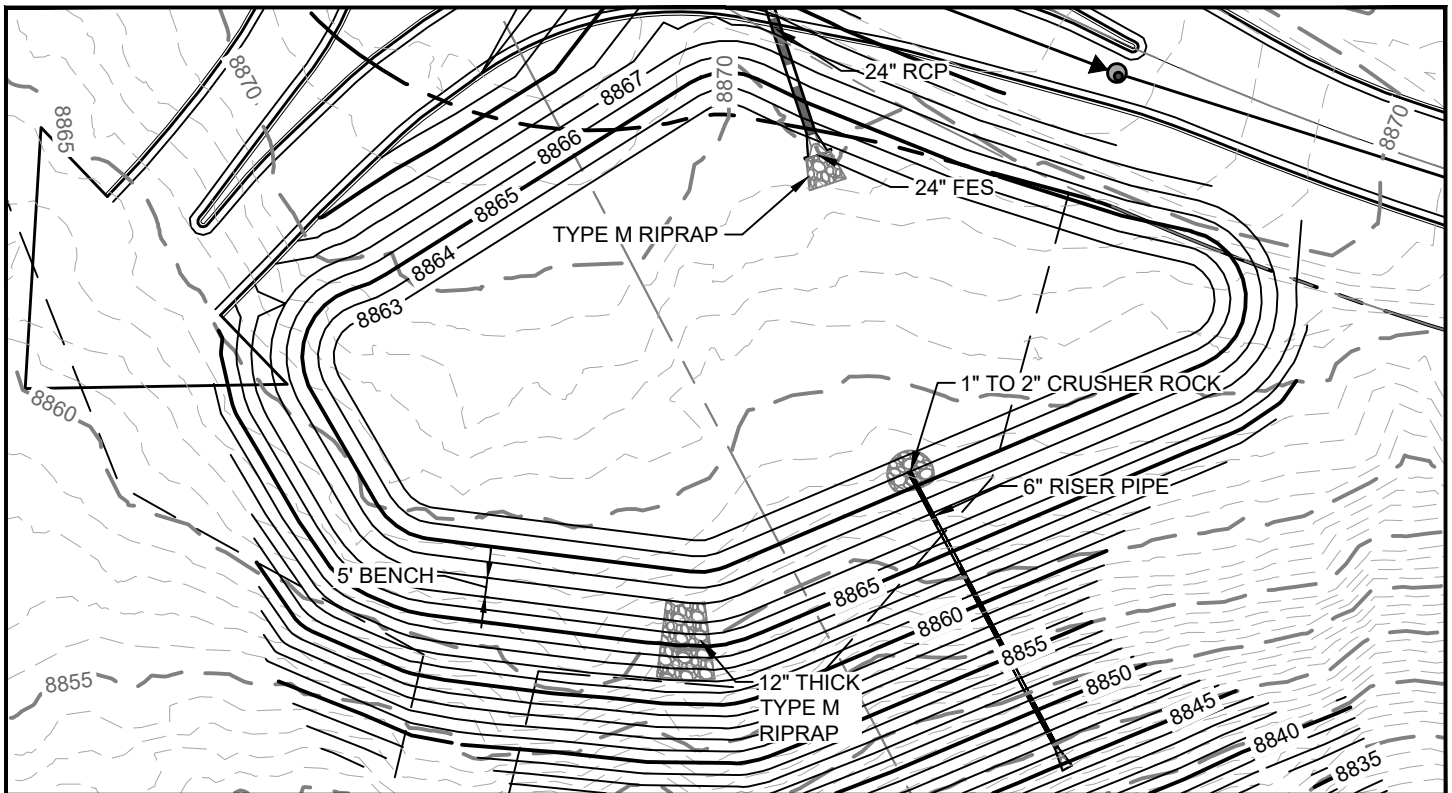 8870
8865
8867
8870
24" RCP
8870
8866
8865
24" FES
TYPE M RIPRAP
8864
8863
8860
1" TO 2" CRUSHER ROCK
6" RISER PIPE
5' BENCH
8865
8860
8855
8855
8850
12" THICK
TYPE M
RIPRAP
8845
8840
8835